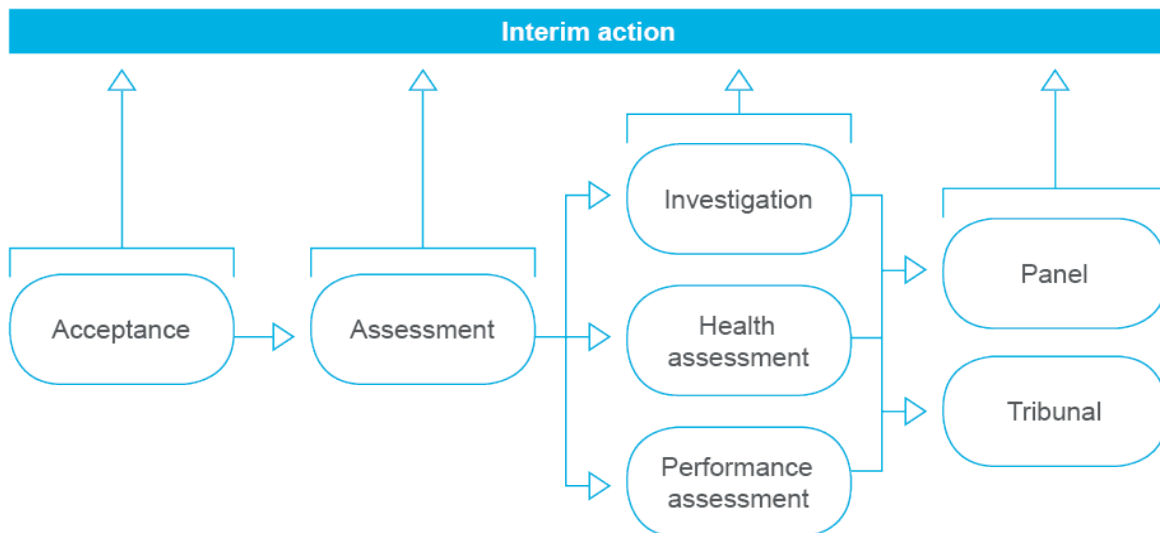 Interim action
Acceptance
Assessment
Investigation
Health
assessment
Performance
assessment
Panel
Tribunal